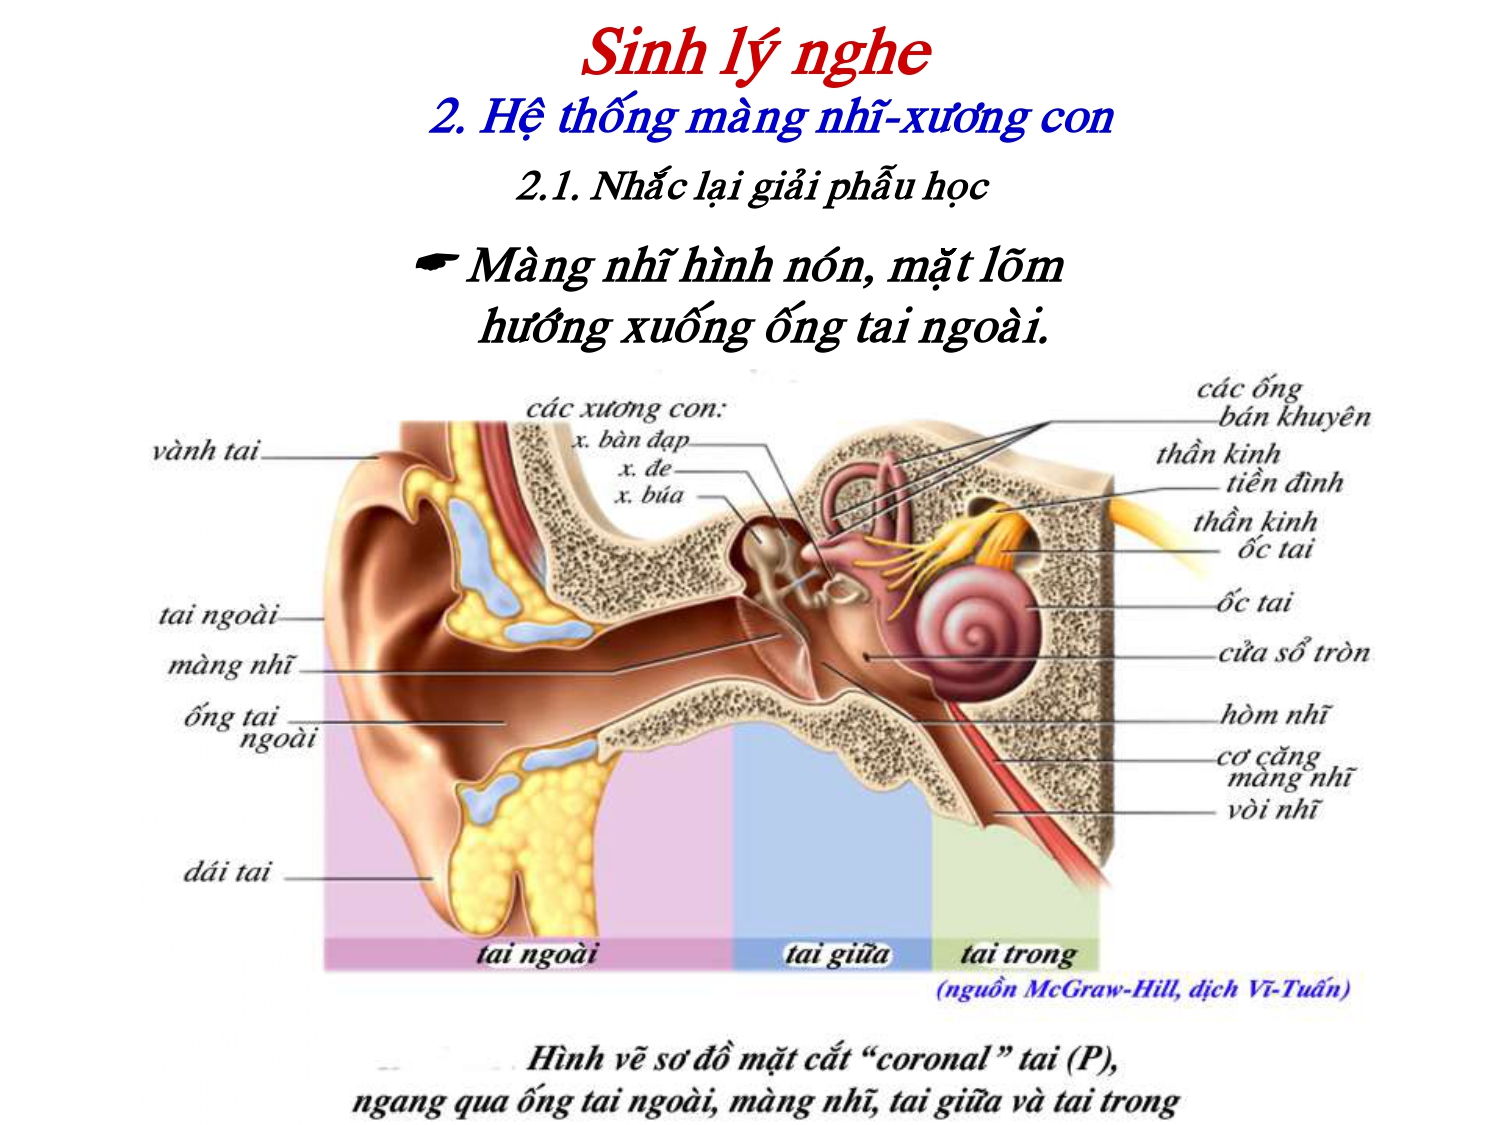 Sinh lý nghe
2. Hệ thống màng nhĩ-xương con
2.1. Nhắc lại giải phẫu học
☛ Màng nhĩ hình nón, mặt lõm
hướng xuống ống tai ngoài.
các xương con:
x. bàn đạp
x. đe
x. búa
vành tai
tai ngoài
màng nhĩ
ống tai
ngoài
dái tai
các ống
bán khuyên
thần kinh
tiền đình
thần kinh
ốc tai
ốc tai
cửa sổ tròn
hòm nhĩ
cơ căng
màng nhĩ
vòi nhĩ
tai ngoài
tai giữa
tai trong
(nguồn McGraw-Hill, dịch Vĩ-Tuấn)
Hình vẽ sơ đồ mặt cắt “coronal” tai (P),
ngang qua ống tai ngoài, màng nhĩ, tai giữa và tai trong